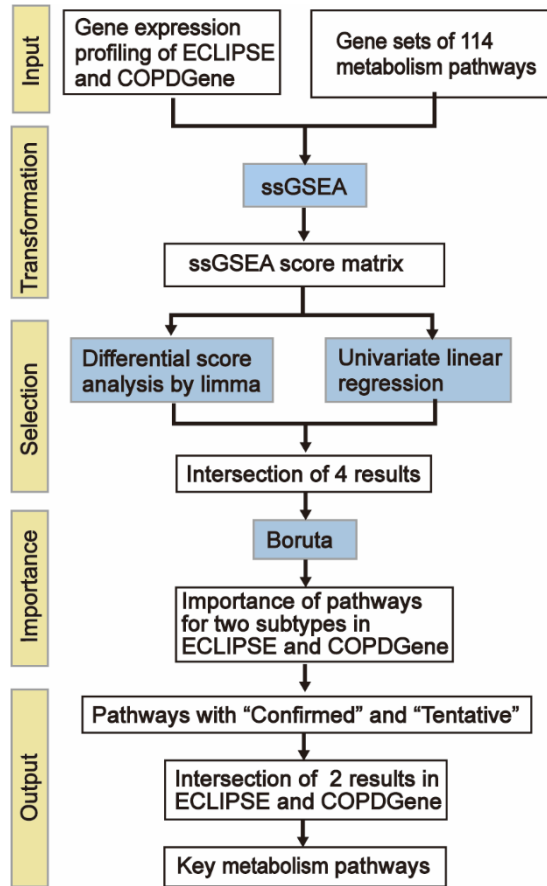 Input
Gene expression
profiling of ECLIPSE
and COPDGene
Gene sets of 114
metabolism pathways
Transformation
ssGSEA
ssGSEA score matrix
Selection
Differential score
analysis by limma
Univariate linear
regression
Intersection of 4 results
Importance
Boruta
Importance of pathways
for two subtypes in
ECLIPSE and COPDGene
Output
Pathways with “Confirmed” and “Tentative”
Intersection of 2 results in
ECLIPSE and COPDGene
Key metabolism pathways